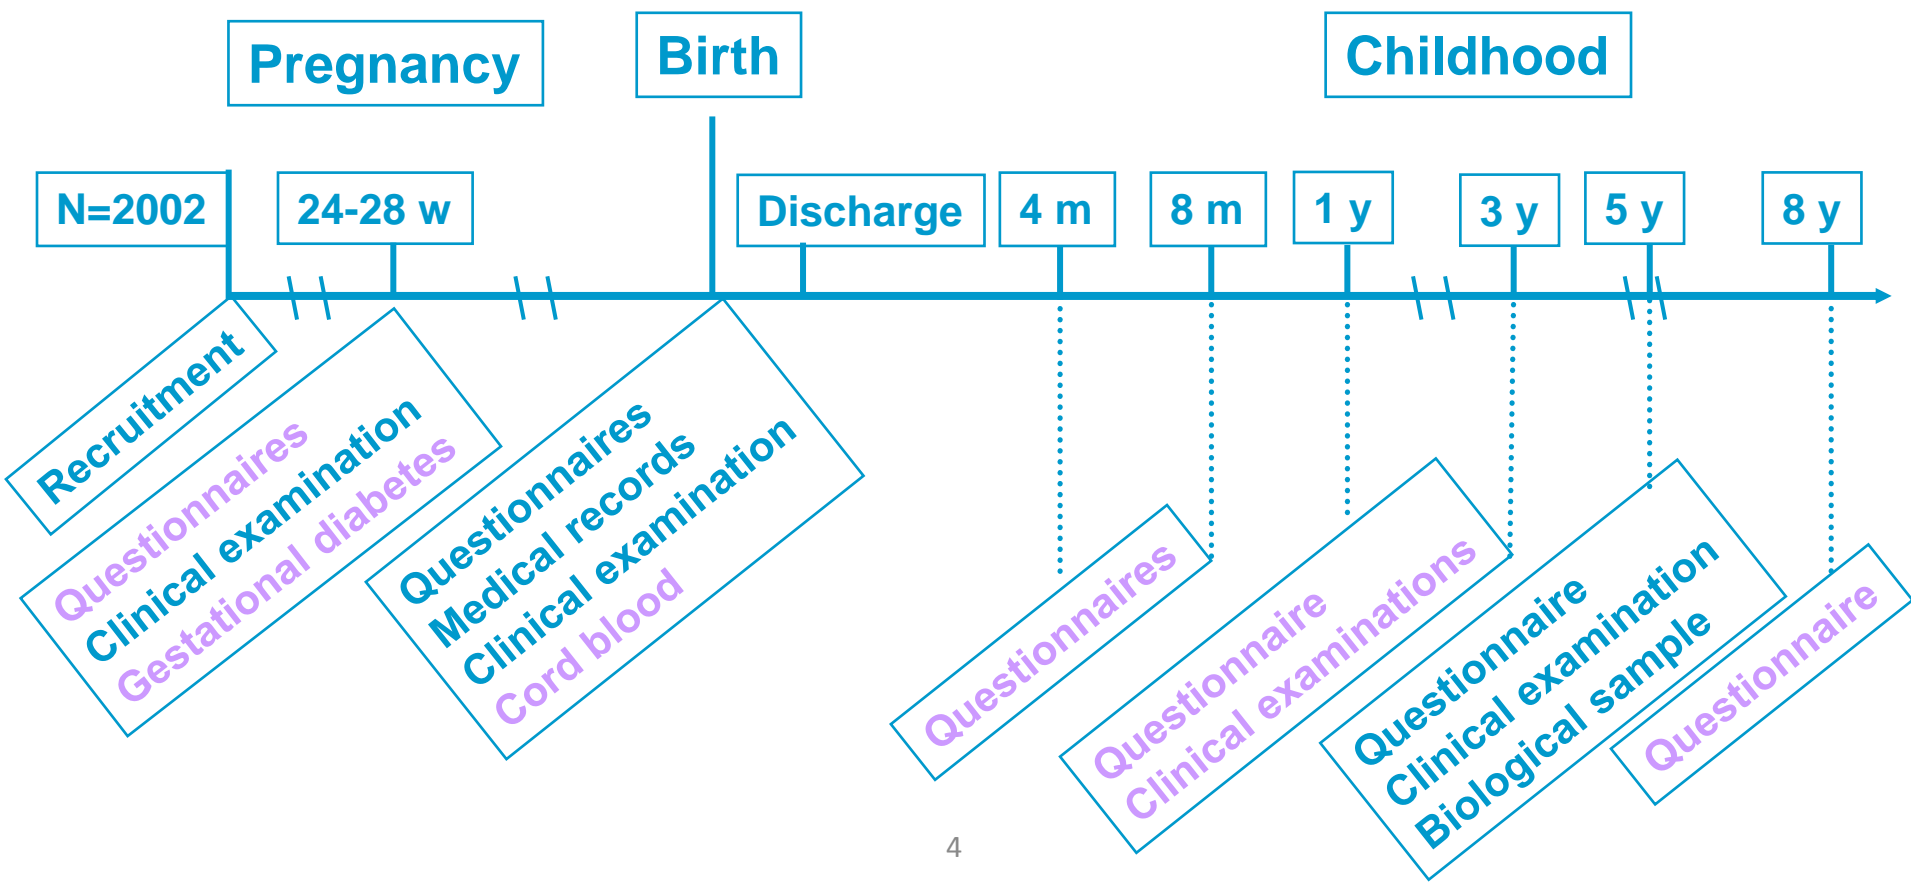 Pregnancy
Birth
Childhood
N=2002
24-28 w
Discharge
4 m
8 m
1 y
3 y
5 y
8 y
Recruitment
Questionnaires
Clinical examination
Gestational diabetes
Questionnaires
Medical records
Clinical examination
Cord blood
Questionnaires
Questionnaire
Clinical examinations
Questionnaire
Clinical examination
Biological sample
Questionnaire
4